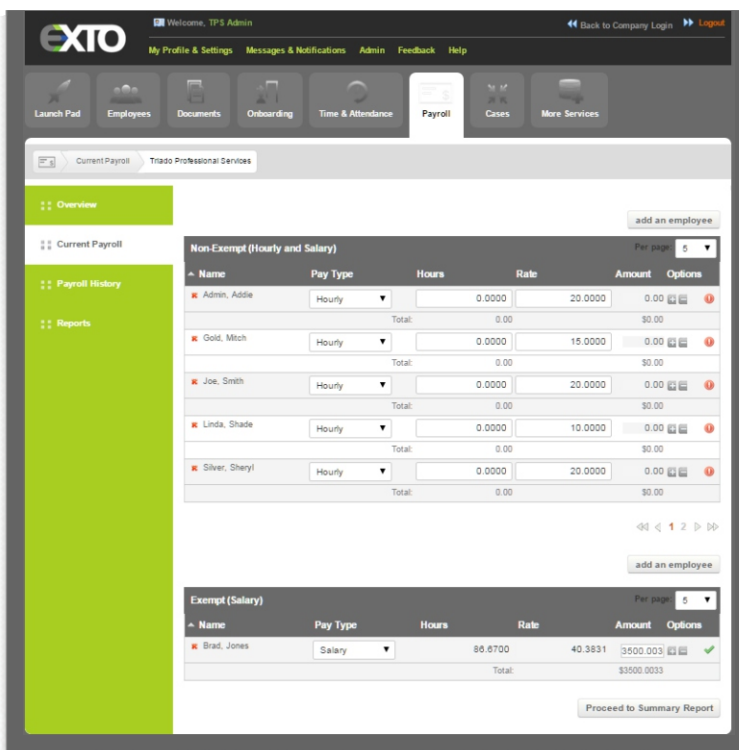 EXTO
Welcome, TPS Admin
Back to Company Login Logout
My Profile & Settings Messages & Notifications Admin Feedback Help
Launch Pad Employees Documents Onboarding Time & Attendance Payroll Cases More Services
Current Payroll Triado Professional Services
Overview
Current Payroll
Payroll History
Reports
add an employee
Non-Exempt (Hourly and Salary) Per page: 5
Name Pay Type Hours Rate Amount Options
Admin, Addie Hourly 0.0000 20.0000 0.00
Total: 0.00 $0.00
Gold, Mitch Hourly 0.0000 15.0000 0.00
Total: 0.00 $0.00
Joe, Smith Hourly 0.0000 20.0000 0.00
Total: 0.00 $0.00
Linda, Shade Hourly 0.0000 10.0000 0.00
Total: 0.00 $0.00
Silver, Sheryl Hourly 0.0000 20.0000 0.00
Total: 0.00 $0.00
1 2
add an employee
Exempt (Salary) Per page: 5
Name Pay Type Hours Rate Amount Options
Brad, Jones Salary 86.6700 40.3831 3500.003
Total: $3500.0033
Proceed to Summary Report